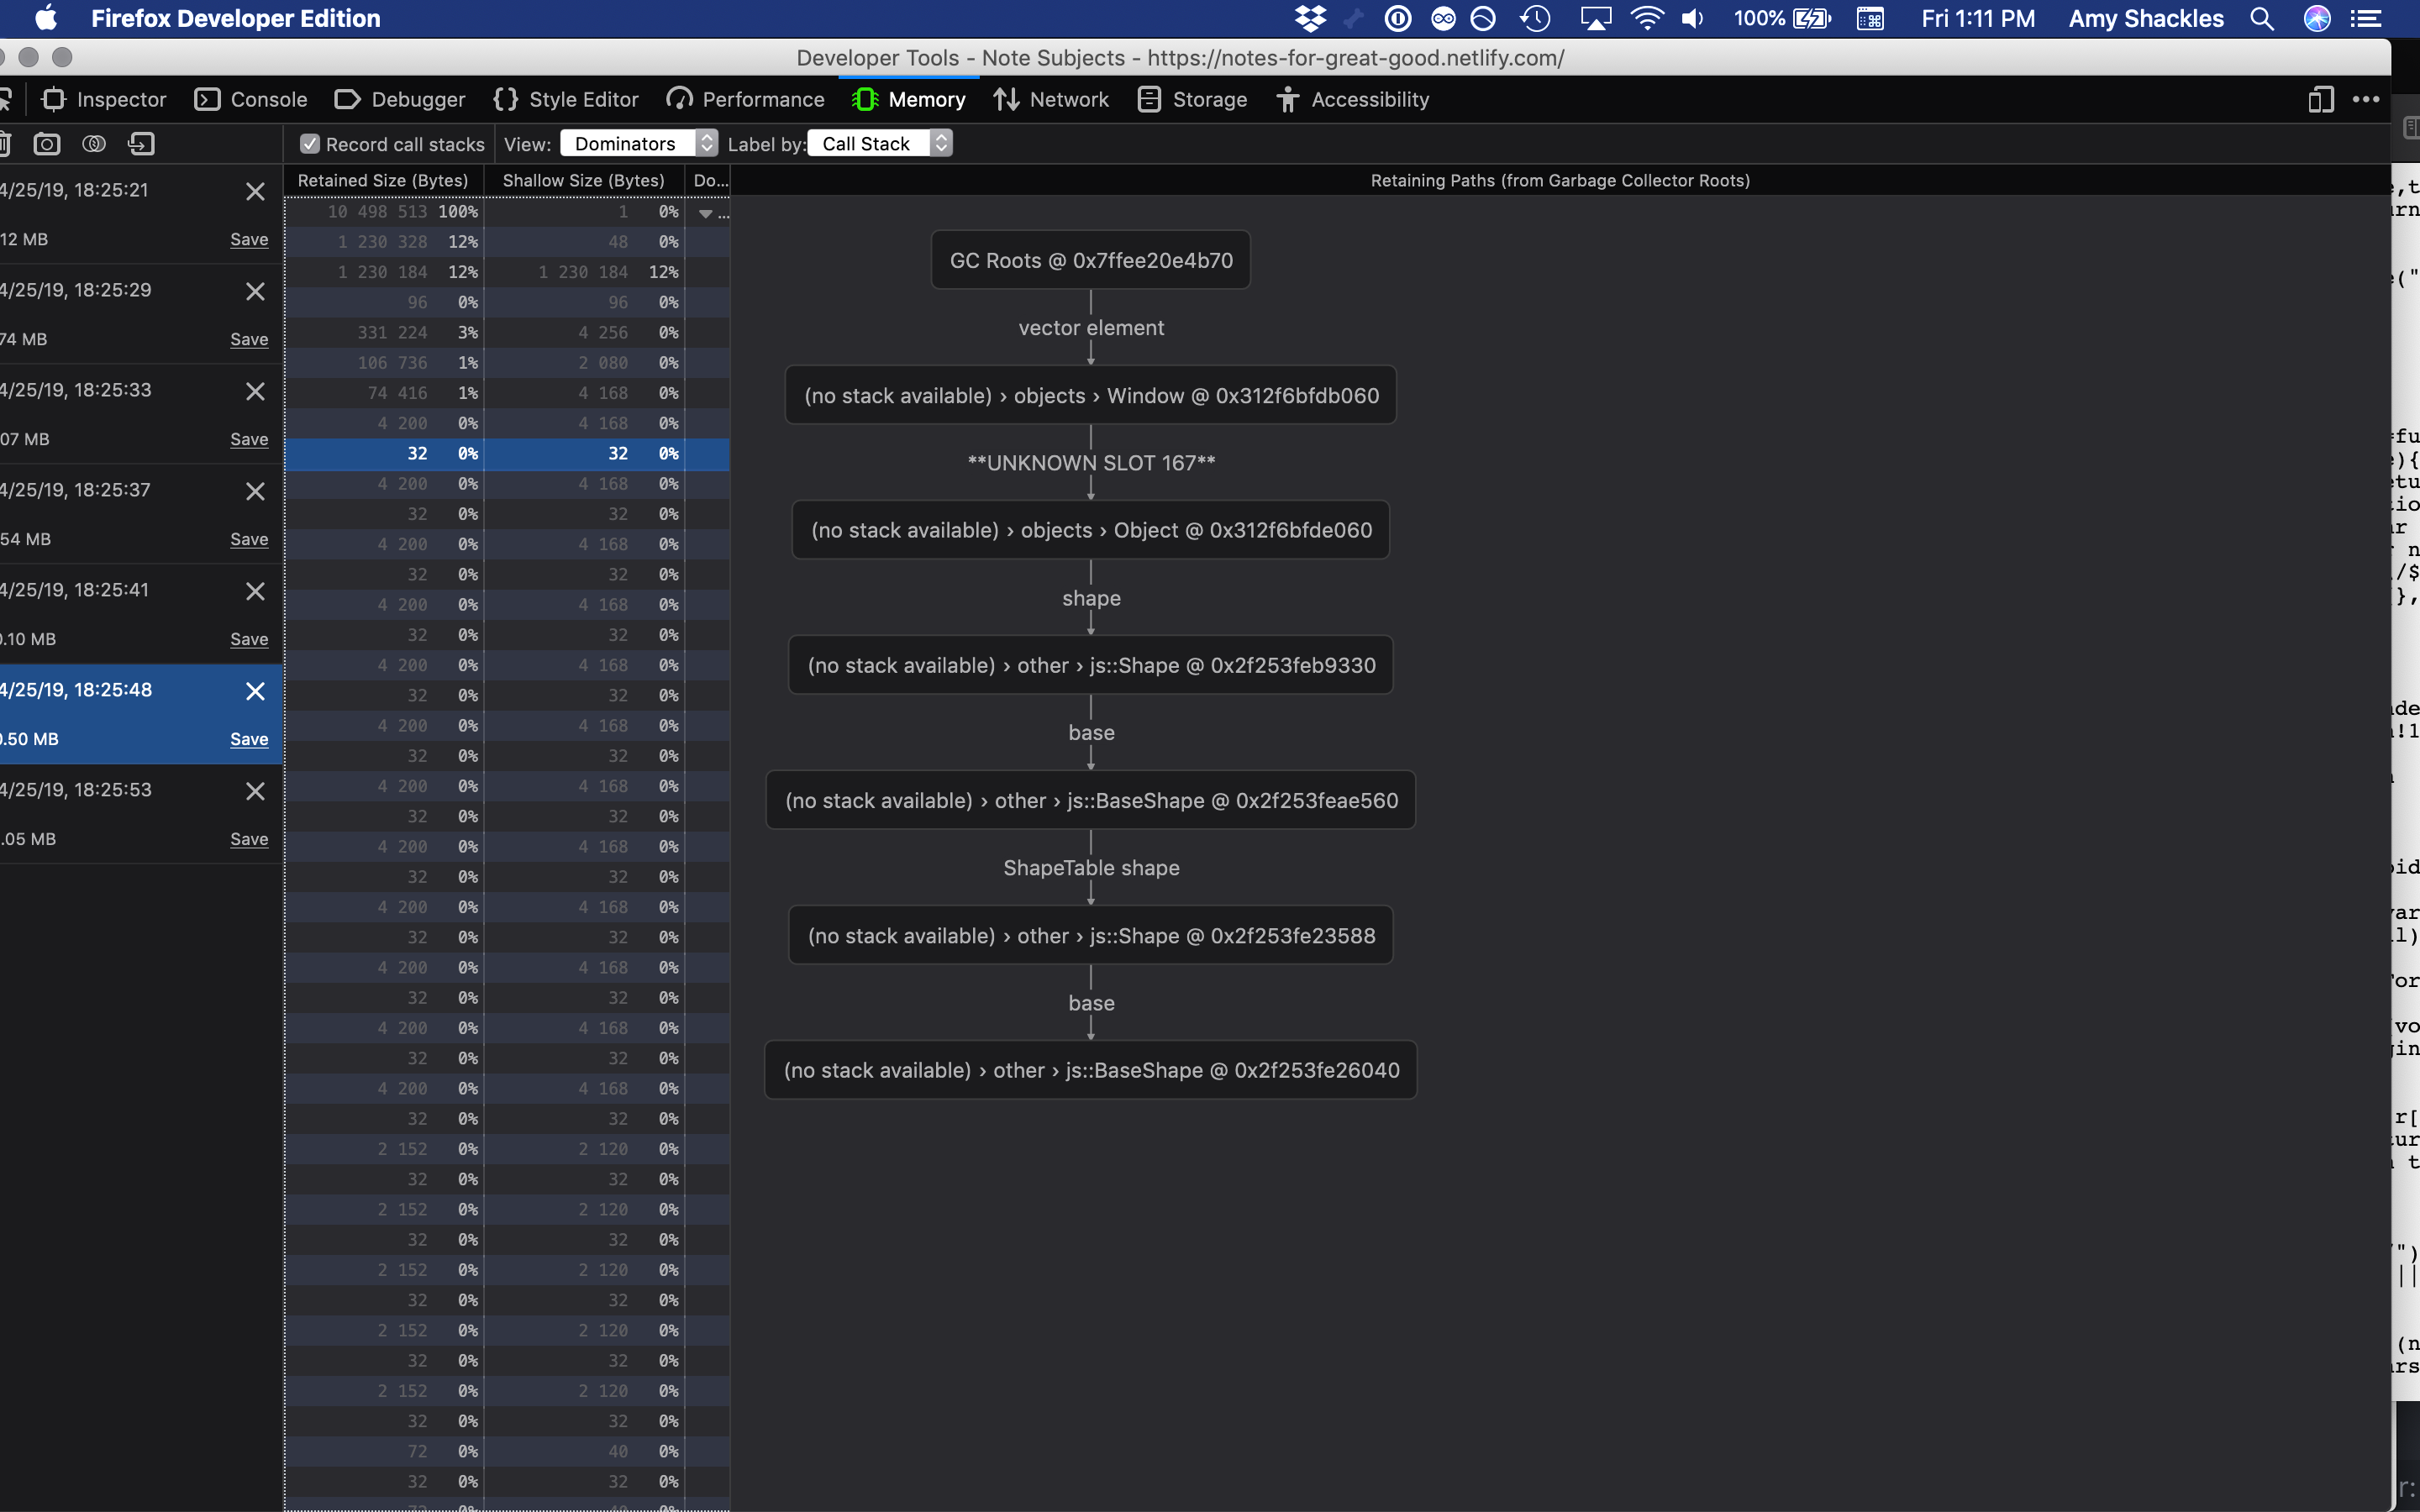 Firefox Developer Edition
100%
Fri 1:11 PM
Amy Shackles
Developer Tools - Note Subjects - https://notes-for-great-good.netlify.com/
Inspector
Console
Debugger
Style Editor
Performance
Memory
Network
Storage
Accessibility
Record call stacks
View:
Dominators
Label by:
Call Stack
4/25/19, 18:25:21
12 MB
Save
4/25/19, 18:25:29
74 MB
Save
4/25/19, 18:25:33
07 MB
Save
4/25/19, 18:25:37
54 MB
Save
4/25/19, 18:25:41
0.10 MB
Save
4/25/19, 18:25:48
0.50 MB
Save
4/25/19, 18:25:53
.05 MB
Save
Retained Size (Bytes) Shallow Size (Bytes) Do...
10 498 513 100% 1 0% ...
1 230 328 12% 48 0%
1 230 184 12% 1 230 184 12%
96 0% 96 0%
331 224 3% 4 256 0%
106 736 1% 2 080 0%
74 416 1% 4 168 0%
4 200 0% 4 168 0%
32 0% 32 0%
4 200 0% 4 168 0%
32 0% 32 0%
4 200 0% 4 168 0%
32 0% 32 0%
4 200 0% 4 168 0%
32 0% 32 0%
4 200 0% 4 168 0%
32 0% 32 0%
4 200 0% 4 168 0%
32 0% 32 0%
4 200 0% 4 168 0%
32 0% 32 0%
4 200 0% 4 168 0%
32 0% 32 0%
4 200 0% 4 168 0%
32 0% 32 0%
4 200 0% 4 168 0%
32 0% 32 0%
4 200 0% 4 168 0%
32 0% 32 0%
4 200 0% 4 168 0%
32 0% 32 0%
2 152 0% 2 120 0%
32 0% 32 0%
2 152 0% 2 120 0%
32 0% 32 0%
2 152 0% 2 120 0%
32 0% 32 0%
2 152 0% 2 120 0%
32 0% 32 0%
2 152 0% 2 120 0%
32 0% 32 0%
72 0% 40 0%
32 0% 32 0%
Retaining Paths (from Garbage Collector Roots)
GC Roots @ 0x7ffee20e4b70
vector element
(no stack available) › objects › Window @ 0x312f6bfdb060
**UNKNOWN SLOT 167**
(no stack available) › objects › Object @ 0x312f6bfde060
shape
(no stack available) › other › js::Shape @ 0x2f253feb9330
base
(no stack available) › other › js::BaseShape @ 0x2f253feae560
ShapeTable shape
(no stack available) › other › js::Shape @ 0x2f253fe23588
base
(no stack available) › other › js::BaseShape @ 0x2f253fe26040